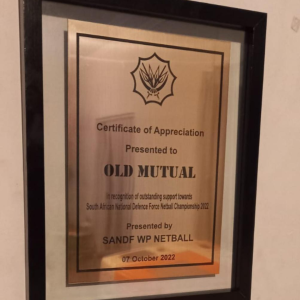 Certificate of Appreciation
Presented to
OLD MUTUAL
In recognition of outstanding support towards
South African National Defence Force Netball Championship 2022
Presented by
SANDF WP NETBALL
07 October 2022